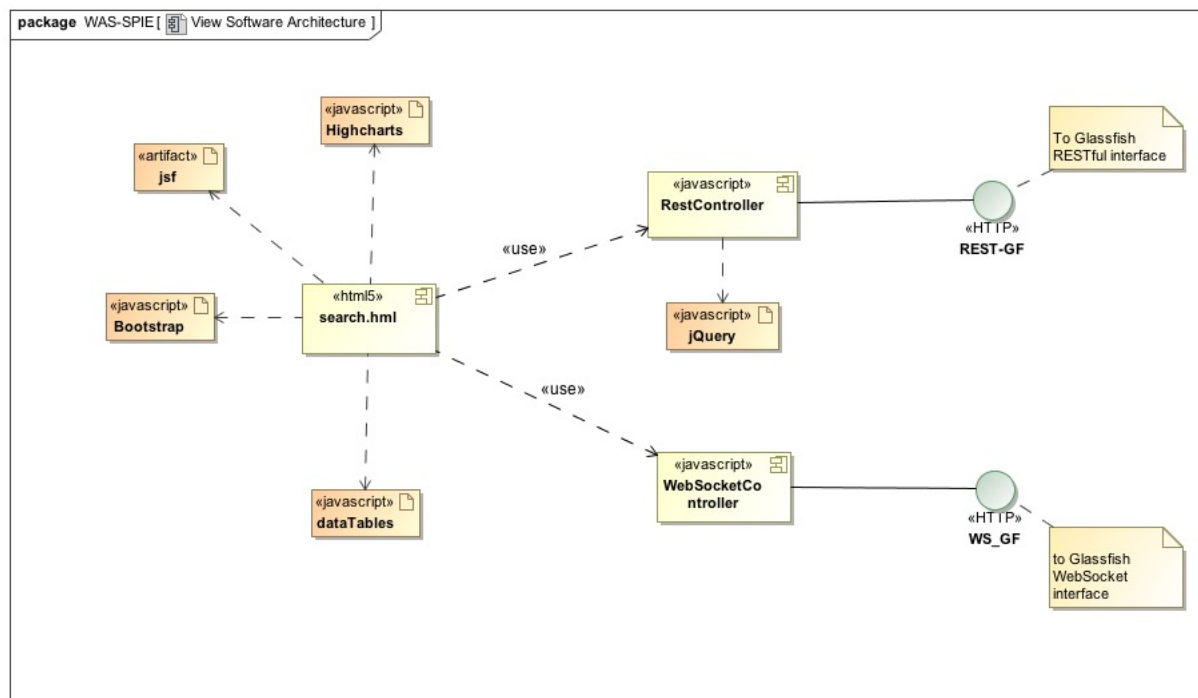 package WAS-SPIE[ View Software Architecture ]
«javascript»
Highcharts
«artifact»
jsf
«javascript»
RestController
To Glassfish
RESTful interface
«HTTP»
REST-GF
«use»
«html5»
search.hml
«javascript»
Bootstrap
«javascript»
jQuery
«use»
«javascript»
WebSocketCo
ntroller
«javascript»
dataTables
«HTTP»
WS_GF
to Glassfish
WebSocket
interface